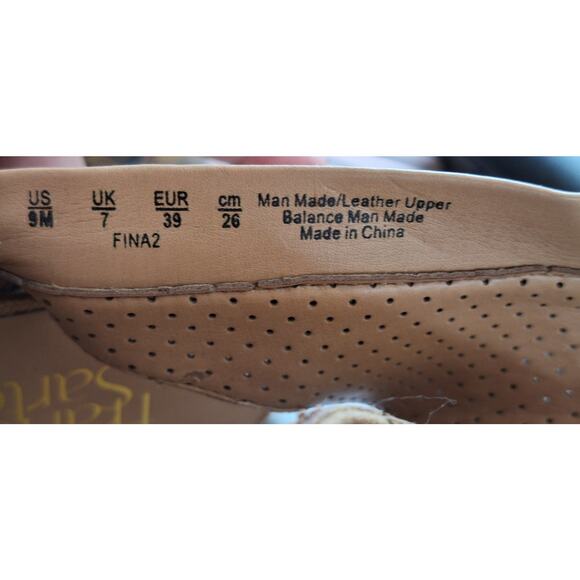 US UK EUR cm
9M 7 39 26
FINA2
Man Made/Leather Upper
Balance Man Made
Made in China